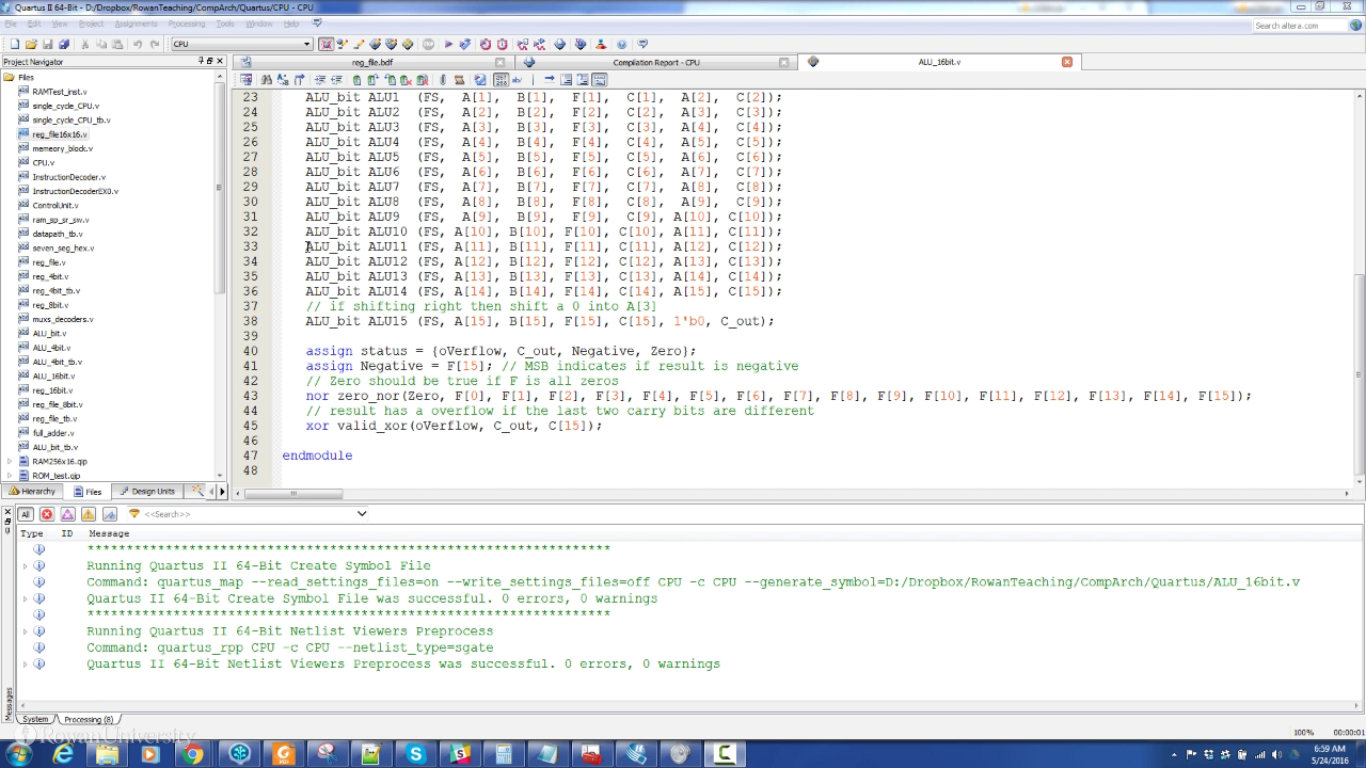 Quartus II 64-Bit - D:/Dropbox/RowanTeaching/CompArch/Quartus/CPU - CPU
File Edit View Project Assignments Processing Tools Window Help
Search altera.com
CPU
Project Navigator
reg_file.bdf
Compilation Report - CPU
ALU_16bit.v
Files
RAMTest_inst.v
single_cycle_CPU.v
single_cycle_CPU_tb.v
reg_file16x16.v
memeory_block.v
CPU.v
InstructionDecoder.v
InstructionDecoderEX0.v
ControlUnit.v
ram_sp_sr_sw.v
datapath_tb.v
seven_seg_hex.v
reg_file.v
reg_4bit.v
reg_4bit_tb.v
reg_8bit.v
muxs_decoders.v
ALU_bit.v
ALU_4bit.v
ALU_4bit_tb.v
ALU_16bit.v
reg_16bit.v
reg_file_8bit.v
reg_file_tb.v
full_adder.v
ALU_bit_tb.v
RAM256x16.qip
ROM_test.qip
Hierarchy Files Design Units
23 ALU_bit ALU1 (FS, A[1], B[1], F[1], C[1], A[2], C[2]);
24 ALU_bit ALU2 (FS, A[2], B[2], F[2], C[2], A[3], C[3]);
25 ALU_bit ALU3 (FS, A[3], B[3], F[3], C[3], A[4], C[4]);
26 ALU_bit ALU4 (FS, A[4], B[4], F[4], C[4], A[5], C[5]);
27 ALU_bit ALU5 (FS, A[5], B[5], F[5], C[5], A[6], C[6]);
28 ALU_bit ALU6 (FS, A[6], B[6], F[6], C[6], A[7], C[7]);
29 ALU_bit ALU7 (FS, A[7], B[7], F[7], C[7], A[8], C[8]);
30 ALU_bit ALU8 (FS, A[8], B[8], F[8], C[8], A[9], C[9]);
31 ALU_bit ALU9 (FS, A[9], B[9], F[9], C[9], A[10], C[10]);
32 ALU_bit ALU10 (FS, A[10], B[10], F[10], C[10], A[11], C[11]);
33 ALU_bit ALU11 (FS, A[11], B[11], F[11], C[11], A[12], C[12]);
34 ALU_bit ALU12 (FS, A[12], B[12], F[12], C[12], A[13], C[13]);
35 ALU_bit ALU13 (FS, A[13], B[13], F[13], C[13], A[14], C[14]);
36 ALU_bit ALU14 (FS, A[14], B[14], F[14], C[14], A[15], C[15]);
37 // if shifting right then shift a 0 into A[3]
38 ALU_bit ALU15 (FS, A[15], B[15], F[15], C[15], 1'b0, C_out);
39
40 assign status = {oVerflow, C_out, Negative, Zero};
41 assign Negative = F[15]; // MSB indicates if result is negative
42 // Zero should be true if F is all zeros
43 nor zero_nor(Zero, F[0], F[1], F[2], F[3], F[4], F[5], F[6], F[7], F[8], F[9], F[10], F[11], F[12], F[13], F[14], F[15]);
44 // result has a overflow if the last two carry bits are different
45 xor valid_xor(oVerflow, C_out, C[15]);
46
47 endmodule
48
All <<Search>>
Type ID Message
*******************************************************************
Running Quartus II 64-Bit Create Symbol File
Command: quartus_map --read_settings_files=on --write_settings_files=off CPU -c CPU --generate_symbol=D:/Dropbox/RowanTeaching/CompArch/Quartus/ALU_16bit.v
Quartus II 64-Bit Create Symbol File was successful. 0 errors, 0 warnings
*******************************************************************
Running Quartus II 64-Bit Netlist Viewers Preprocess
Command: quartus_rpp CPU -c CPU --netlist_type=sgate
Quartus II 64-Bit Netlist Viewers Preprocess was successful. 0 errors, 0 warnings
Messages
System Processing (8)
RowanUniversity
100% 00:00:01
6:59 AM
5/24/2016